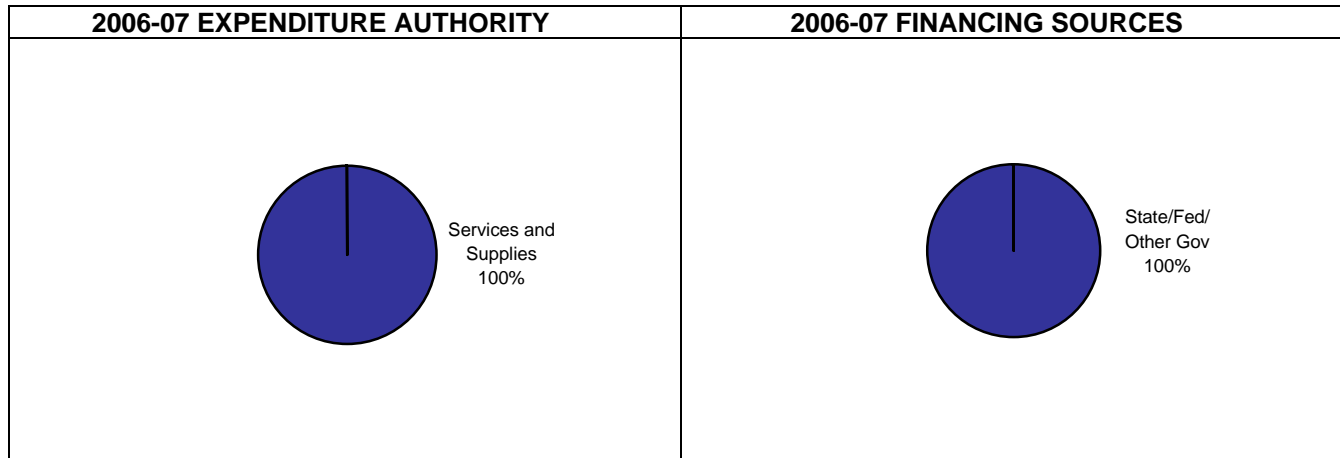 2006-07 EXPENDITURE AUTHORITY
2006-07 FINANCING SOURCES
Services and
Supplies
100%
State/Fed/
Other Gov
100%